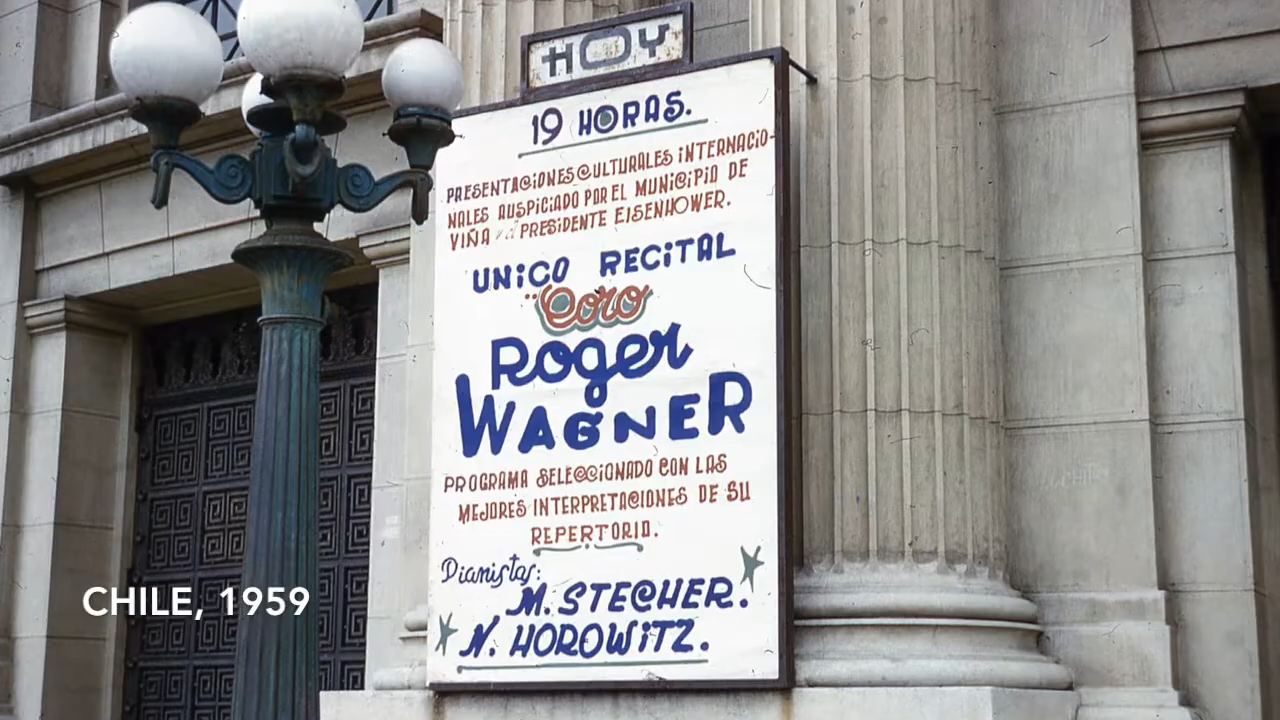 HOY
19 HORAS.
PRESENTACIONES CULTURALES INTERNACIO-
NALES AUSPICIADO POR EL MUNICIPIO DE
VIÑA y el PRESIDENTE EISENHOWER.
UNICO RECITAL
"Coro
Roger
WAGNER
PROGRAMA SELECCIONADO CON LAS
MEJORES INTERPRETACIONES DE SU
REPERTORIO.
Pianistas:
M. STECHER.
N. HOROWITZ.
CHILE, 1959